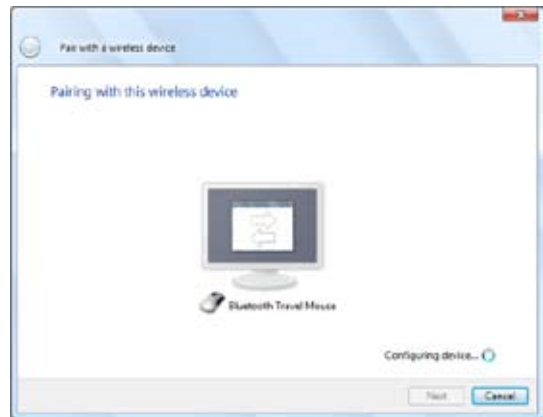 Pair with a wireless device
Pairing with this wireless device
Bluetooth Travel Mouse
Configuring device...
Next
Cancel